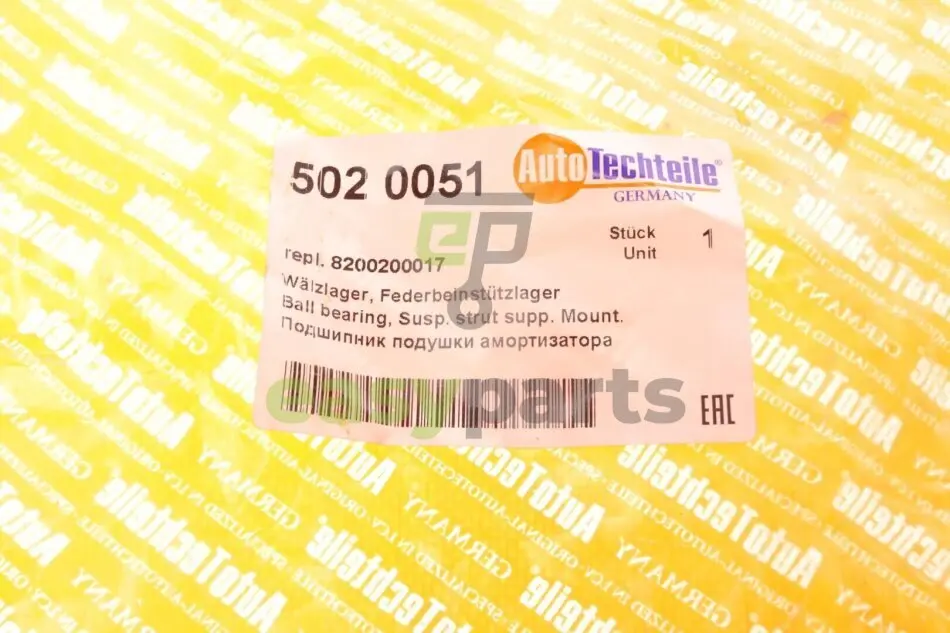 502 0051
AutoTechteile®
GERMANY
Stück 1
Unit
repl. 8200200017
Wälzlager, Federbeinstützlager
Ball bearing, Susp. strut supp. Mount.
Подшипник подушки амортизатора
easyparts
EAC